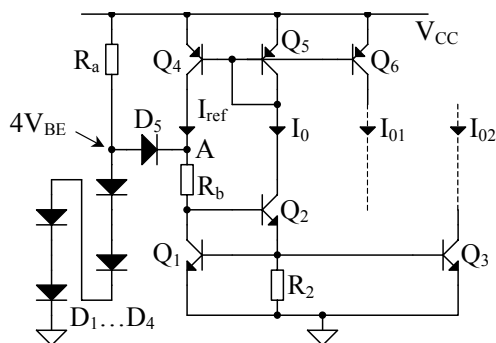 V_CC
R_a
Q_4
Q_5
Q_6
D_5
I_ref
I_0
I_01
I_02
4V_BE
A
R_b
Q_2
Q_1
Q_3
R_2
D_1…D_4